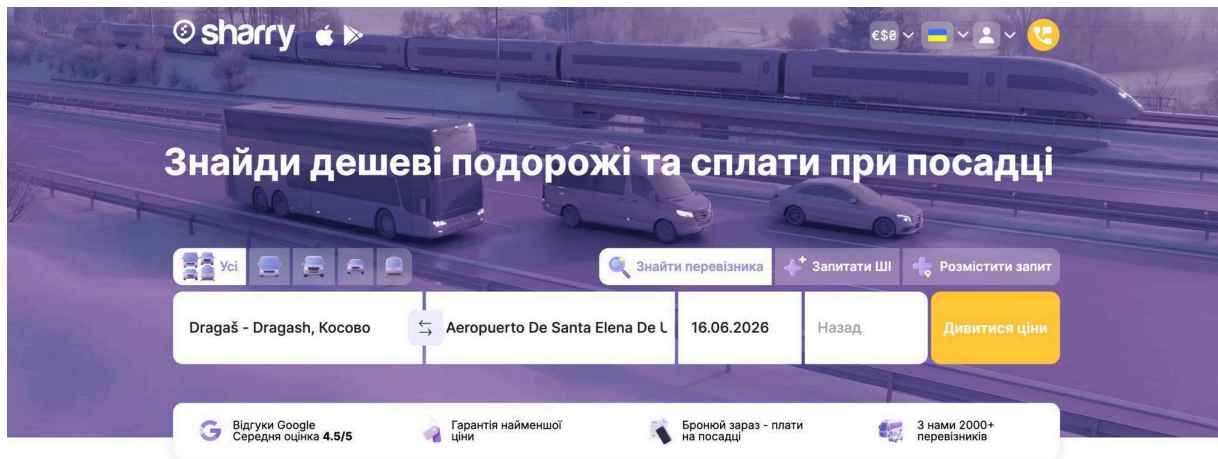 sharry
€$₴
Знайди дешеві подорожі та сплати при посадці
Усі
Знайти перевізника
Запитати ШІ
Розмістити запит
Dragaš - Dragash, Косово
Aeropuerto De Santa Elena De U
16.06.2026
Назад
Дивитися ціни
Відгуки Google
Середня оцінка 4.5/5
Гарантія найменшої
ціни
Бронюй зараз - плати
на посадці
З нами 2000+
перевізників